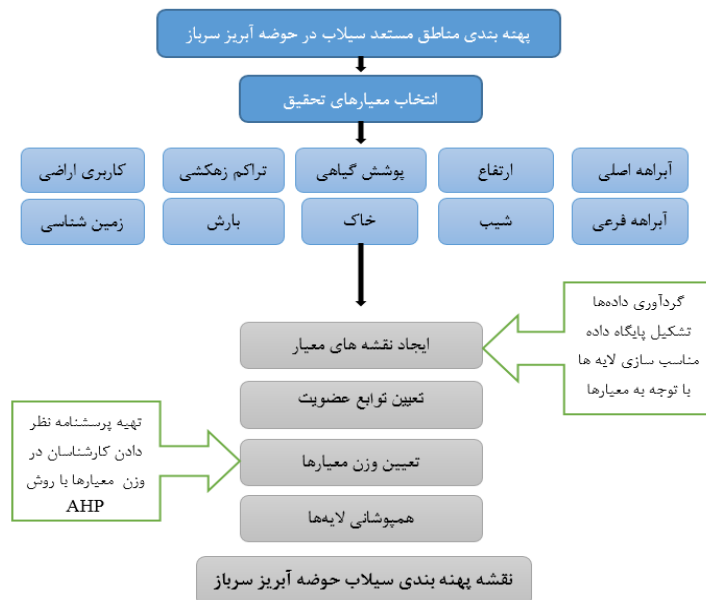 پهنه بندی مناطق مستعد سیلاب در حوضه آبریز سرباز
انتخاب معیارهای تحقیق
آبراهه اصلی
ارتفاع
پوشش گیاهی
تراکم زهکشی
کاربری اراضی
آبراهه فرعی
شیب
خاک
بارش
زمین شناسی
گردآوری داده‌ها
تشکیل پایگاه داده
مناسب سازی لایه ها
با توجه به معیارها
ایجاد نقشه های معیار
تعیین توابع عضویت
تهیه پرسشنامه نظر
دادن کارشناسان در
وزن معیارها با روش
AHP
تعیین وزن معیارها
همپوشانی لایه‌ها
نقشه پهنه بندی سیلاب حوضه آبریز سرباز